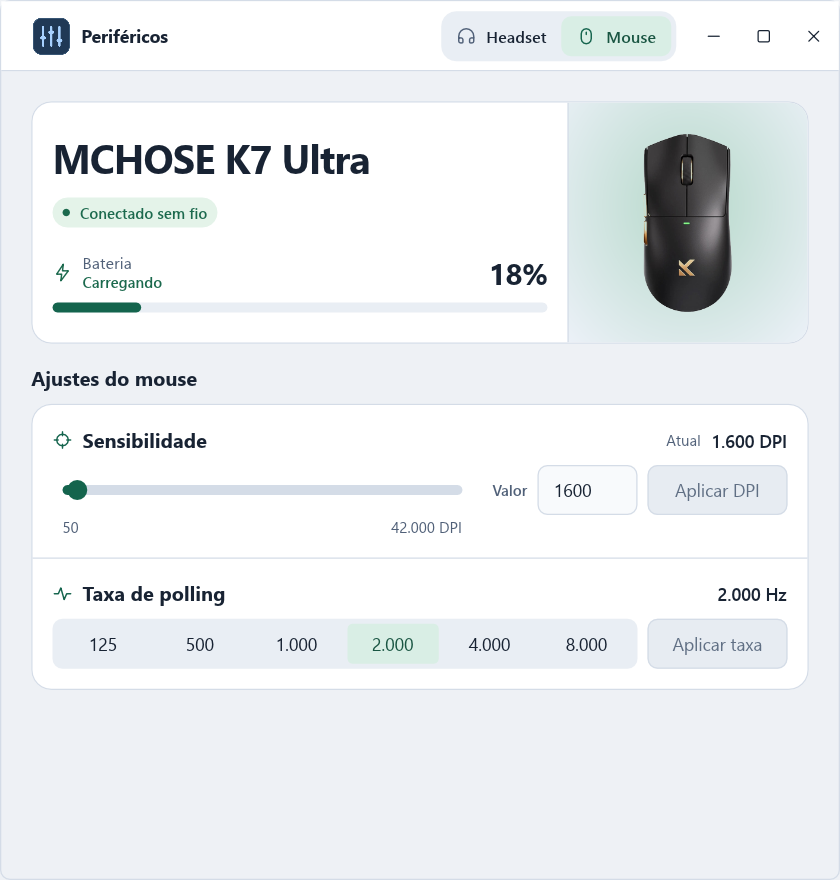 Periféricos
Headset
Mouse
MCHOSE K7 Ultra
Conectado sem fio
Bateria
Carregando
18%
Ajustes do mouse
Sensibilidade
Atual 1.600 DPI
Valor 1600 Aplicar DPI
50 42.000 DPI
Taxa de polling
2.000 Hz
125 500 1.000 2.000 4.000 8.000 Aplicar taxa